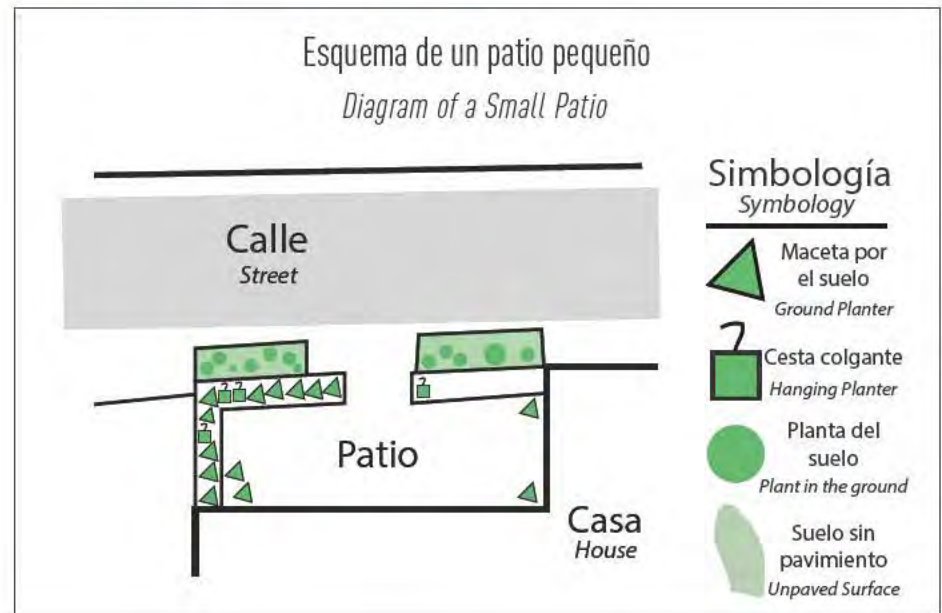 Esquema de un patio pequeño
Diagram of a Small Patio
Calle
Street
Patio
Casa
House
Simbología
Symbology
Maceta por
el suelo
Ground Planter
Cesta colgante
Hanging Planter
Planta del
suelo
Plant in the ground
Suelo sin
pavimiento
Unpaved Surface